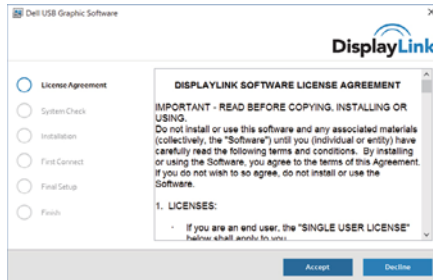 Dell USB Graphic Software
DisplayLink
License Agreement
System Check
Installation
First Connect
Final Setup
Finish
DISPLAYLINK SOFTWARE LICENSE AGREEMENT
IMPORTANT - READ BEFORE COPYING, INSTALLING OR
USING.
Do not install or use this software and any associated materials
(collectively, the "Software") until you (individual or entity) have
carefully read the following terms and conditions. By installing
or using the Software, you agree to the terms of this Agreement.
If you do not wish to so agree, do not install or use the
Software.
1. LICENSES:
· If you are an end user, the "SINGLE USER LICENSE"
below shall apply to you
Accept
Decline